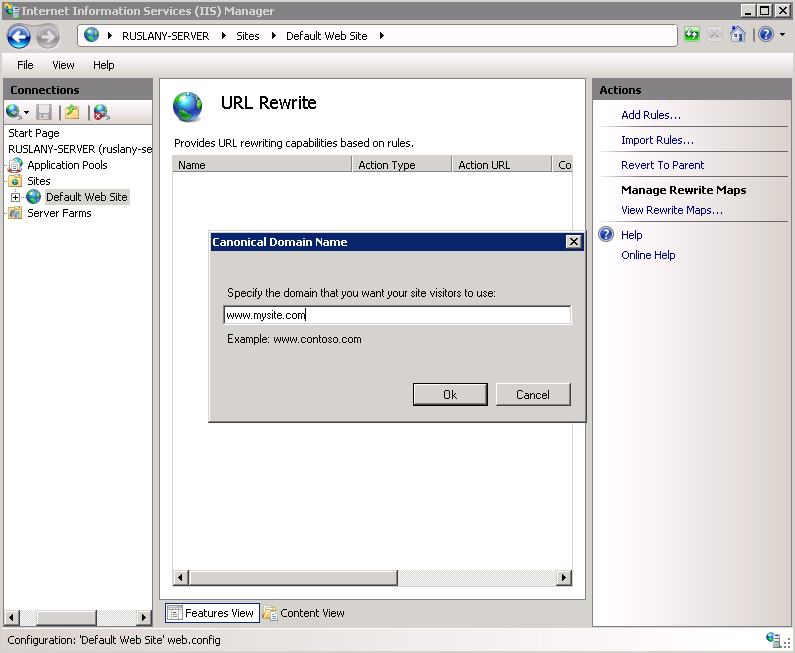 Internet Information Services (IIS) Manager
RUSLANY-SERVER Sites Default Web Site
File View Help
Connections
Start Page
RUSLANY-SERVER (ruslany-se
Application Pools
Sites
Default Web Site
Server Farms
URL Rewrite
Provides URL rewriting capabilities based on rules.
Name Action Type Action URL Co
Canonical Domain Name
Specify the domain that you want your site visitors to use:
www.mysite.com
Example: www.contoso.com
Ok Cancel
Features View Content View
Actions
Add Rules...
Import Rules...
Revert To Parent
Manage Rewrite Maps
View Rewrite Maps...
Help
Online Help
Configuration: 'Default Web Site' web.config